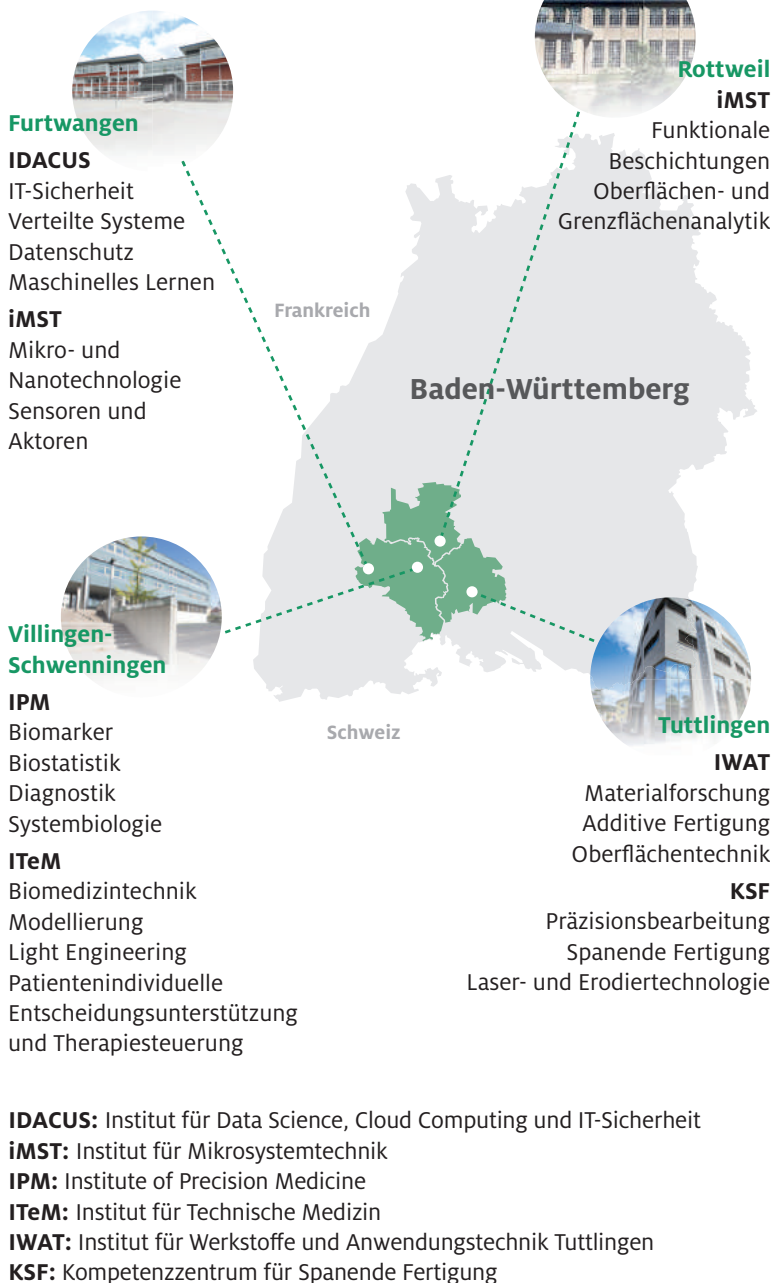 Furtwangen
IDACUS
IT-Sicherheit
Verteilte Systeme
Datenschutz
Maschinelles Lernen
iMST
Mikro- und
Nanotechnologie
Sensoren und
Aktoren
Rottweil
iMST
Funktionale
Beschichtungen
Oberflächen- und
Grenzflächenanalytik
Frankreich
Baden-Württemberg
Schweiz
Villingen-
Schwenningen
IPM
Biomarker
Biostatistik
Diagnostik
Systembiologie
ITeM
Biomedizintechnik
Modellierung
Light Engineering
Patientenindividuelle
Entscheidungsunterstützung
und Therapiesteuerung
Tuttlingen
IWAT
Materialforschung
Additive Fertigung
Oberflächentechnik
KSF
Präzisionsbearbeitung
Spanende Fertigung
Laser- und Erodiertechnologie
IDACUS: Institut für Data Science, Cloud Computing und IT-Sicherheit
iMST: Institut für Mikrosystemtechnik
IPM: Institute of Precision Medicine
ITeM: Institut für Technische Medizin
IWAT: Institut für Werkstoffe und Anwendungstechnik Tuttlingen
KSF: Kompetenzzentrum für Spanende Fertigung